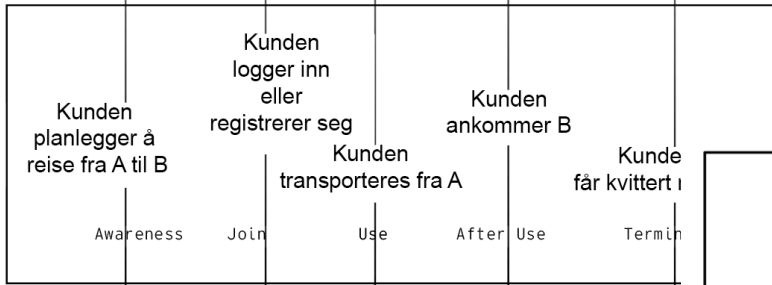 Kunden
planlegger å
reise fra A til B
Kunden
logger inn
eller
registrerer seg
Kunden
transporteres fra A
Kunden
ankommer B
Kunde
får kvittert
Awareness
Join
Use
After Use
Termin